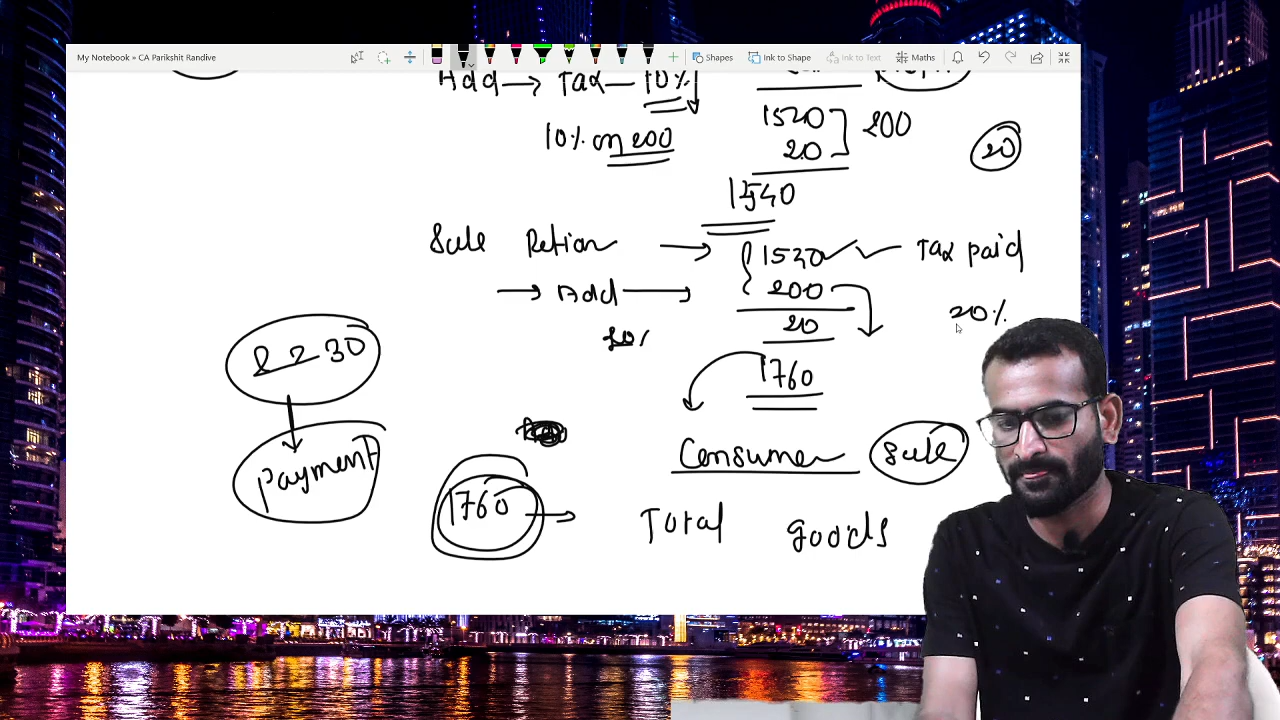 My Notebook » CA Parikshit Randive
Shapes Ink to Shape Ink to Text Maths
Add → Tax — 10%
10% on 200
1520
20
200
20
1540
Sale → 1520 Tax paid
→ Add → 200
20%
20
10%
1760
223O
Payment
Consumer Sale
1760 → Total goods